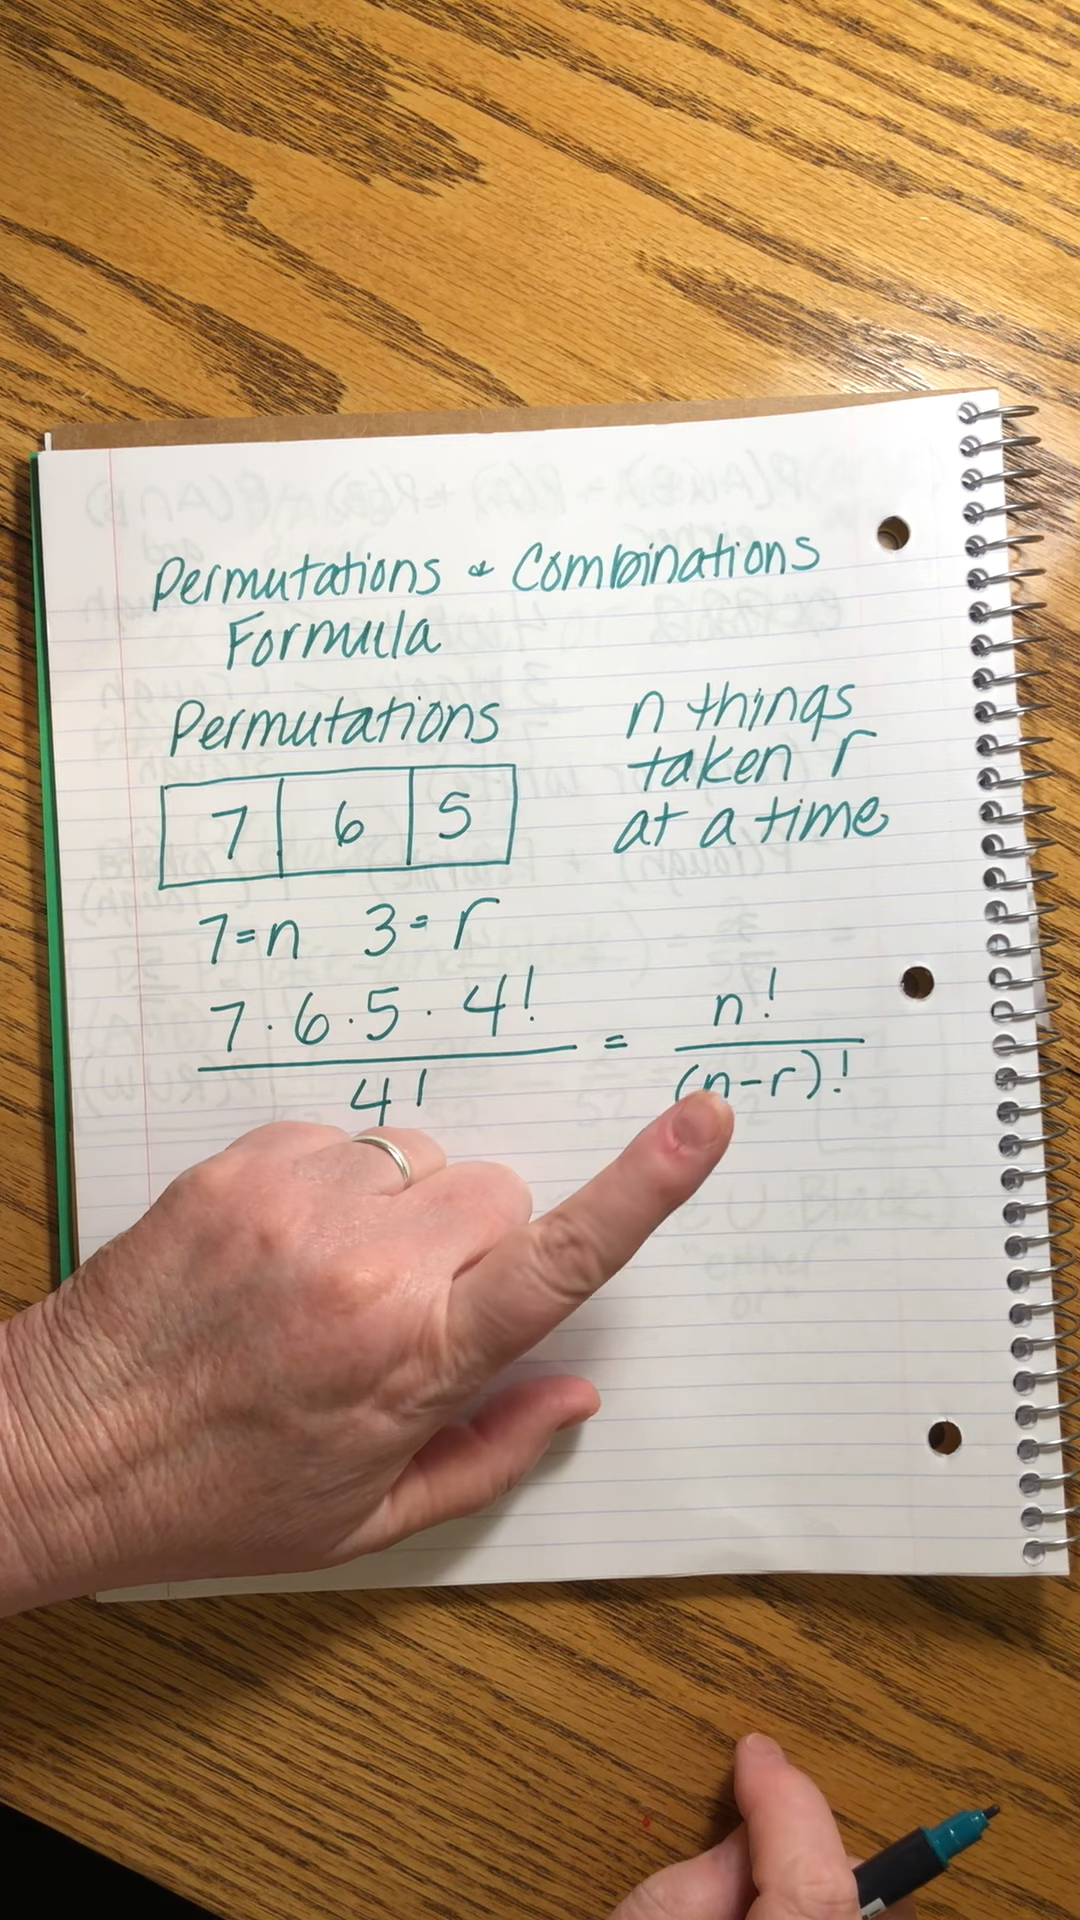 Permutations & Combinations
Formula
Permutations
n things
taken r
at a time
7 6 5
7=n 3=r
7·6·5·4!
4!
=
n!
(n-r)!